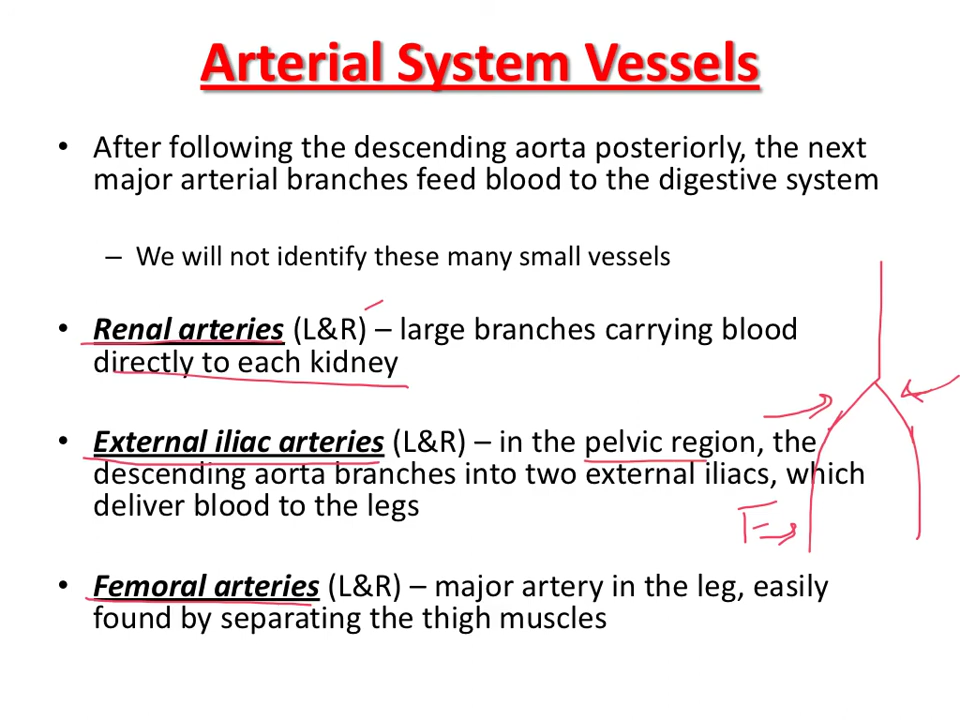 Arterial System Vessels
• After following the descending aorta posteriorly, the next
major arterial branches feed blood to the digestive system
– We will not identify these many small vessels
• Renal arteries (L&R) – large branches carrying blood
directly to each kidney
• External iliac arteries (L&R) – in the pelvic region, the
descending aorta branches into two external iliacs, which
deliver blood to the legs
F
• Femoral arteries (L&R) – major artery in the leg, easily
found by separating the thigh muscles